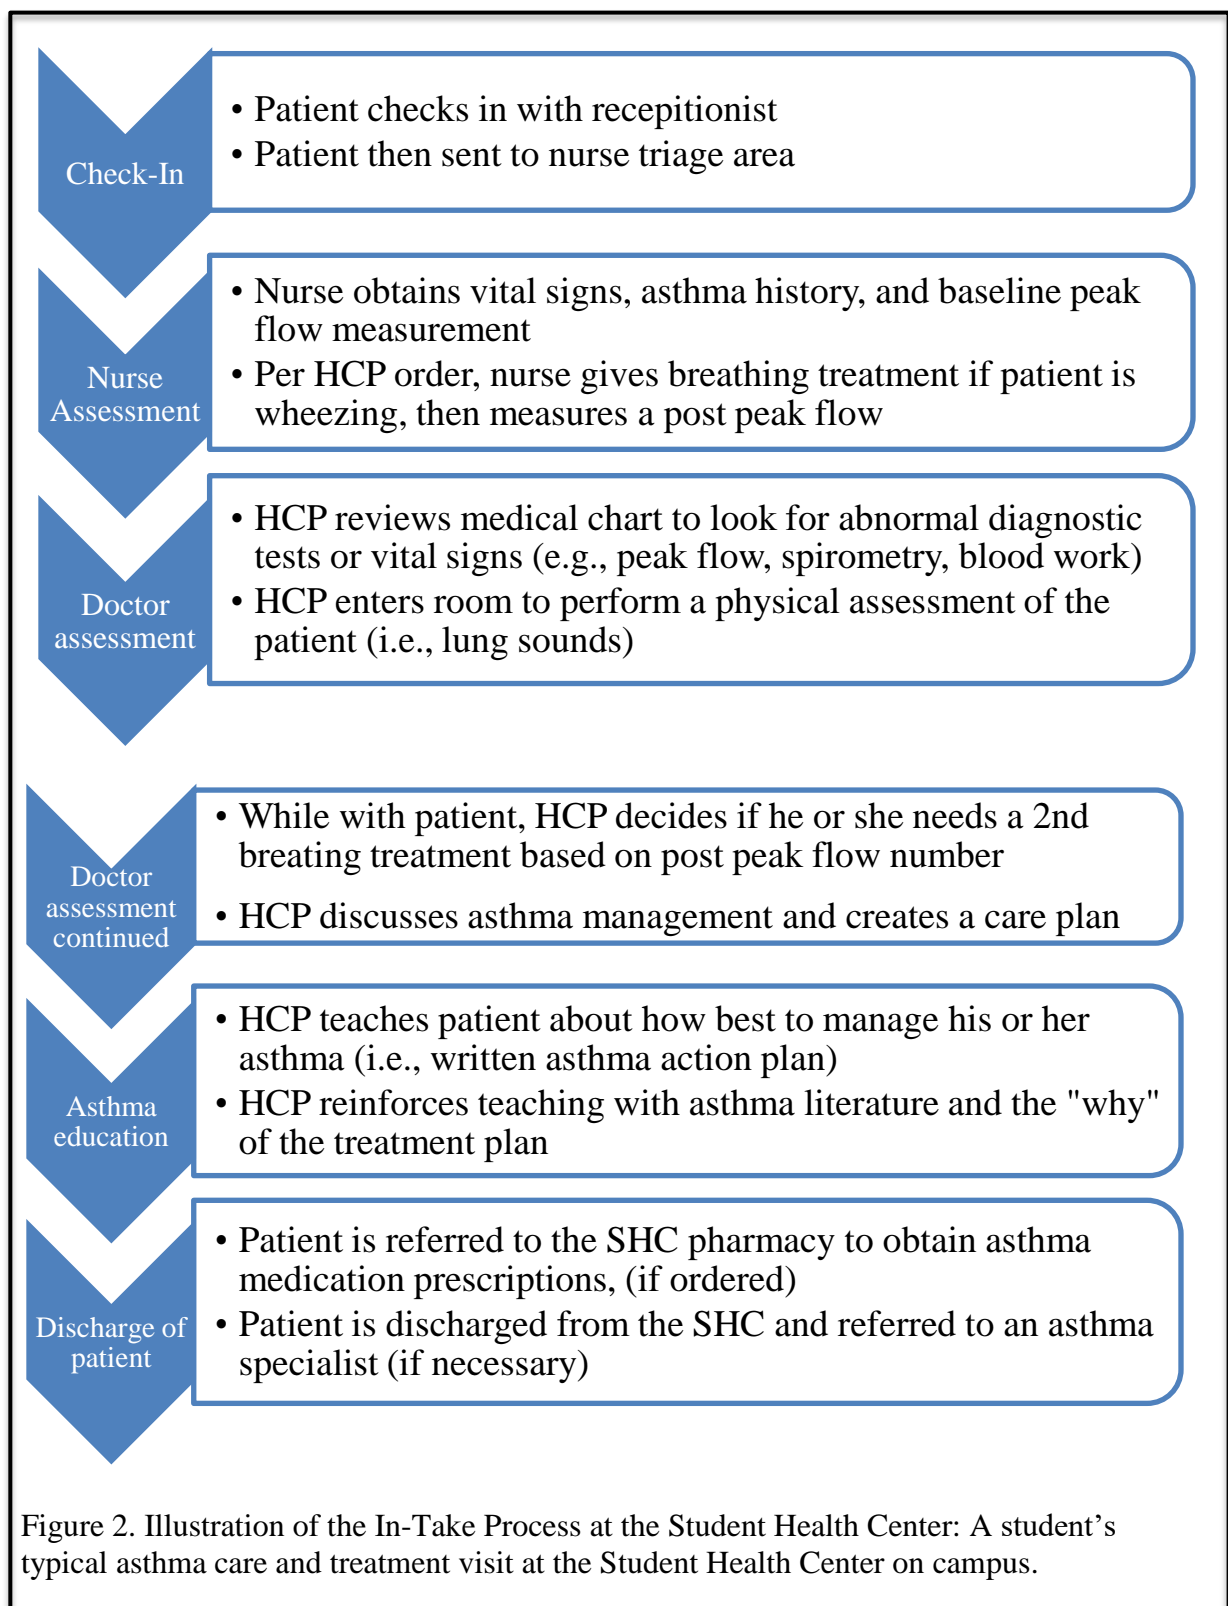 Check-In
• Patient checks in with recepitionist
• Patient then sent to nurse triage area
Nurse
Assessment
• Nurse obtains vital signs, asthma history, and baseline peak
flow measurement
• Per HCP order, nurse gives breathing treatment if patient is
wheezing, then measures a post peak flow
Doctor
assessment
• HCP reviews medical chart to look for abnormal diagnostic
tests or vital signs (e.g., peak flow, spirometry, blood work)
• HCP enters room to perform a physical assessment of the
patient (i.e., lung sounds)
Doctor
assessment
continued
• While with patient, HCP decides if he or she needs a 2nd
breating treatment based on post peak flow number
• HCP discusses asthma management and creates a care plan
Asthma
education
• HCP teaches patient about how best to manage his or her
asthma (i.e., written asthma action plan)
• HCP reinforces teaching with asthma literature and the "why"
of the treatment plan
Discharge of
patient
• Patient is referred to the SHC pharmacy to obtain asthma
medication prescriptions, (if ordered)
• Patient is discharged from the SHC and referred to an asthma
specialist (if necessary)
Figure 2. Illustration of the In-Take Process at the Student Health Center: A student’s
typical asthma care and treatment visit at the Student Health Center on campus.